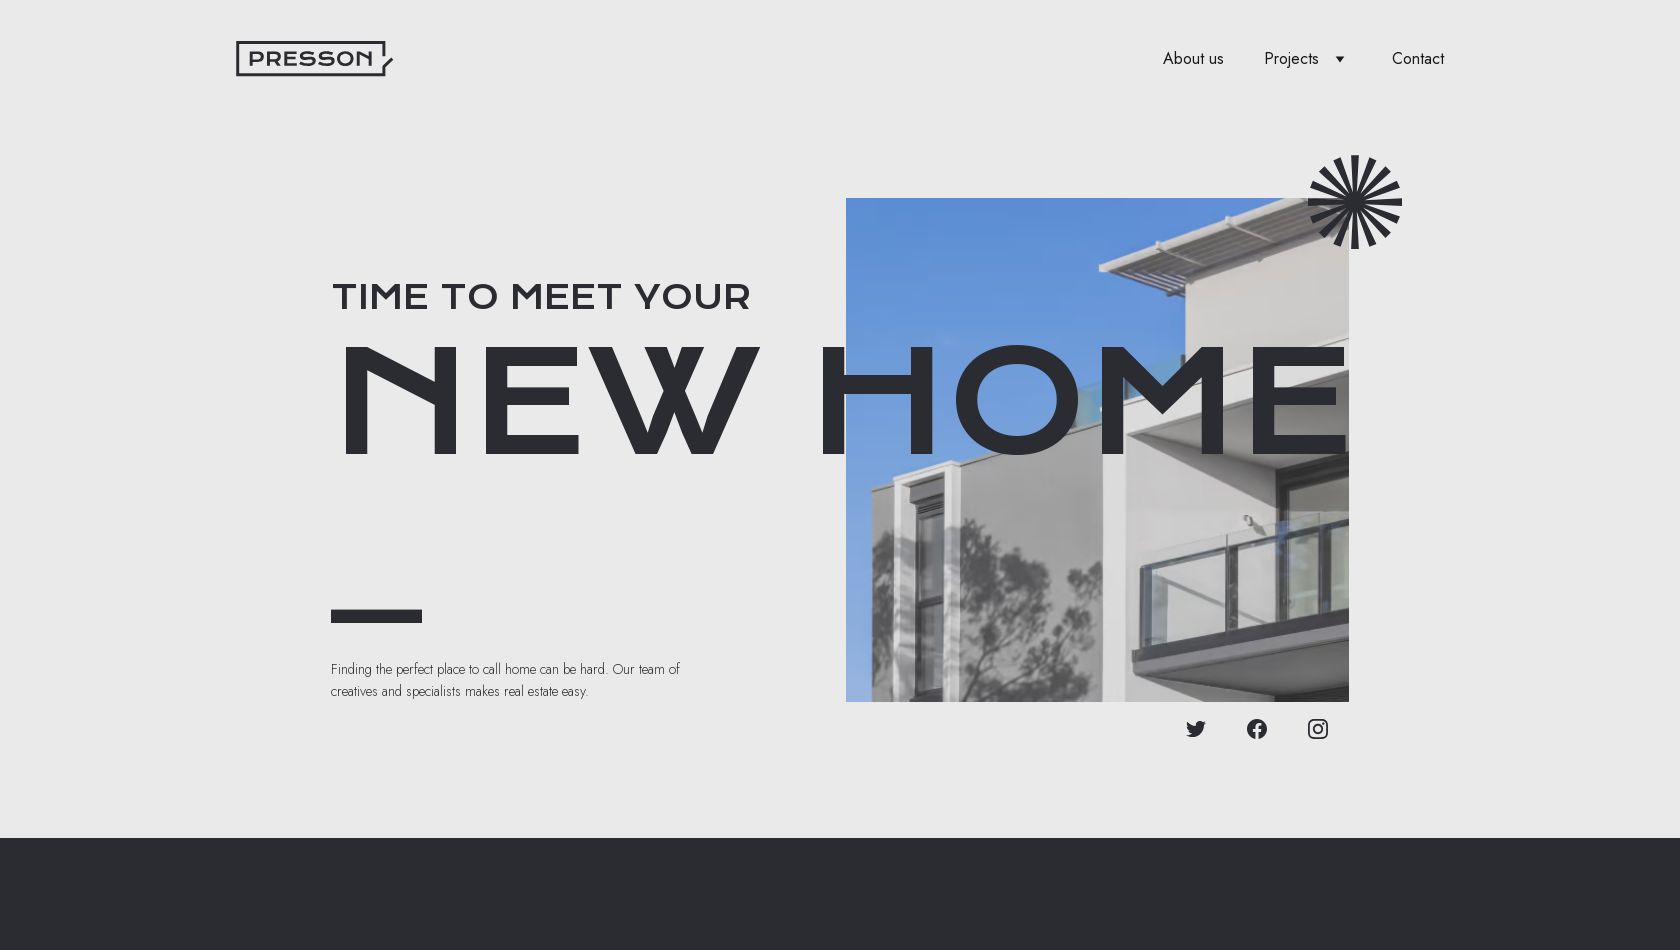 PRESSON
About us
Projects
Contact
TIME TO MEET YOUR
NEW HOME
Finding the perfect place to call home can be hard. Our team of
creatives and specialists makes real estate easy.